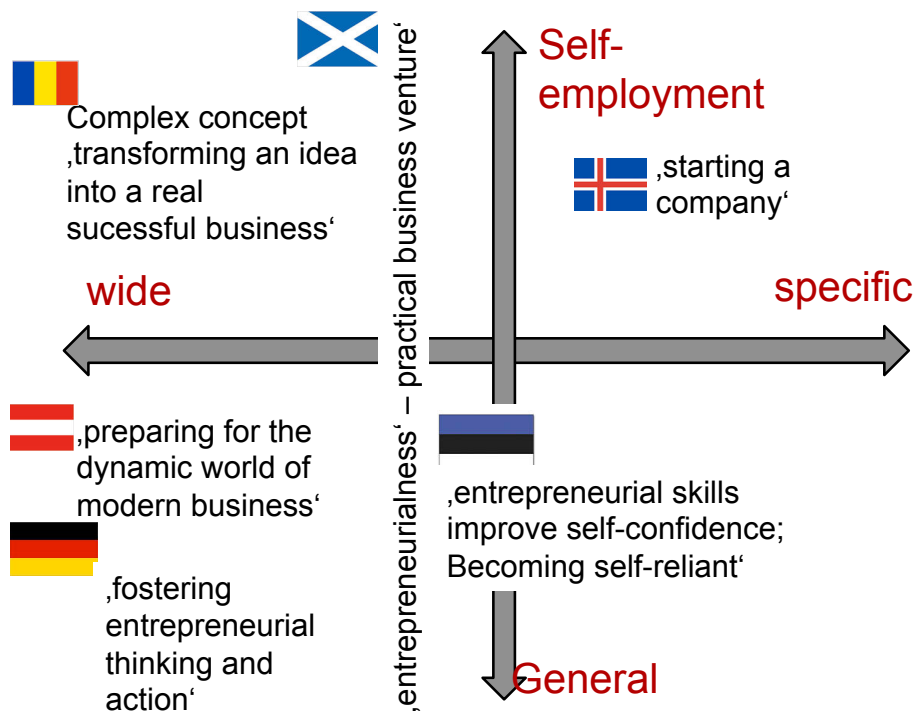 Self-
employment
Complex concept
‚transforming an idea
into a real
sucessful business‘
‚starting a
company‘
wide
specific
‚entrepreneurialness‘ – practical business venture‘
‚preparing for the
dynamic world of
modern business‘
‚entrepreneurial skills
improve self-confidence;
Becoming self-reliant‘
‚fostering
entrepreneurial
thinking and
action‘
General